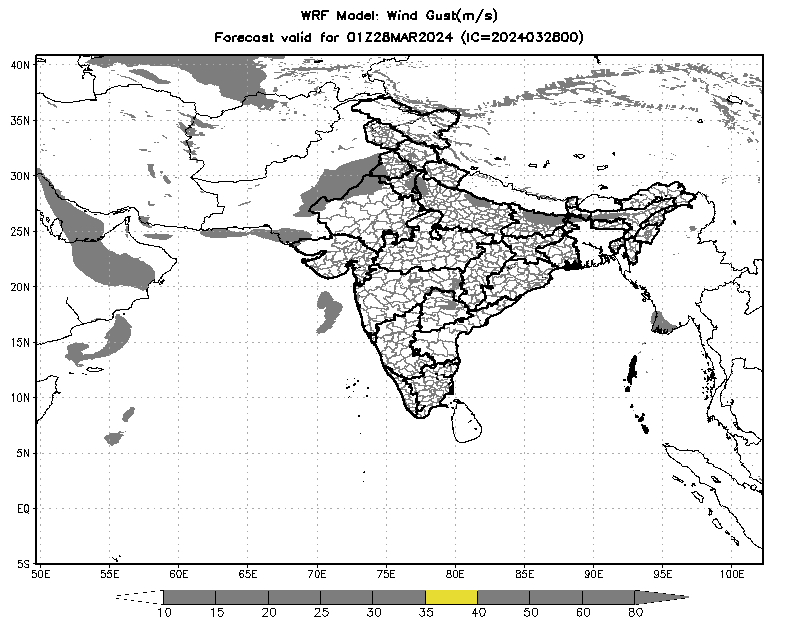 WRF Model: Wind Gust(m/s)
Forecast valid for 01Z28MAR2024 (IC=2024032800)
40N
35N
30N
25N
20N
15N
10N
5N
EQ
5S
50E 55E 60E 65E 70E 75E 80E 85E 90E 95E 100E
10 15 20 25 30 35 40 50 60 80